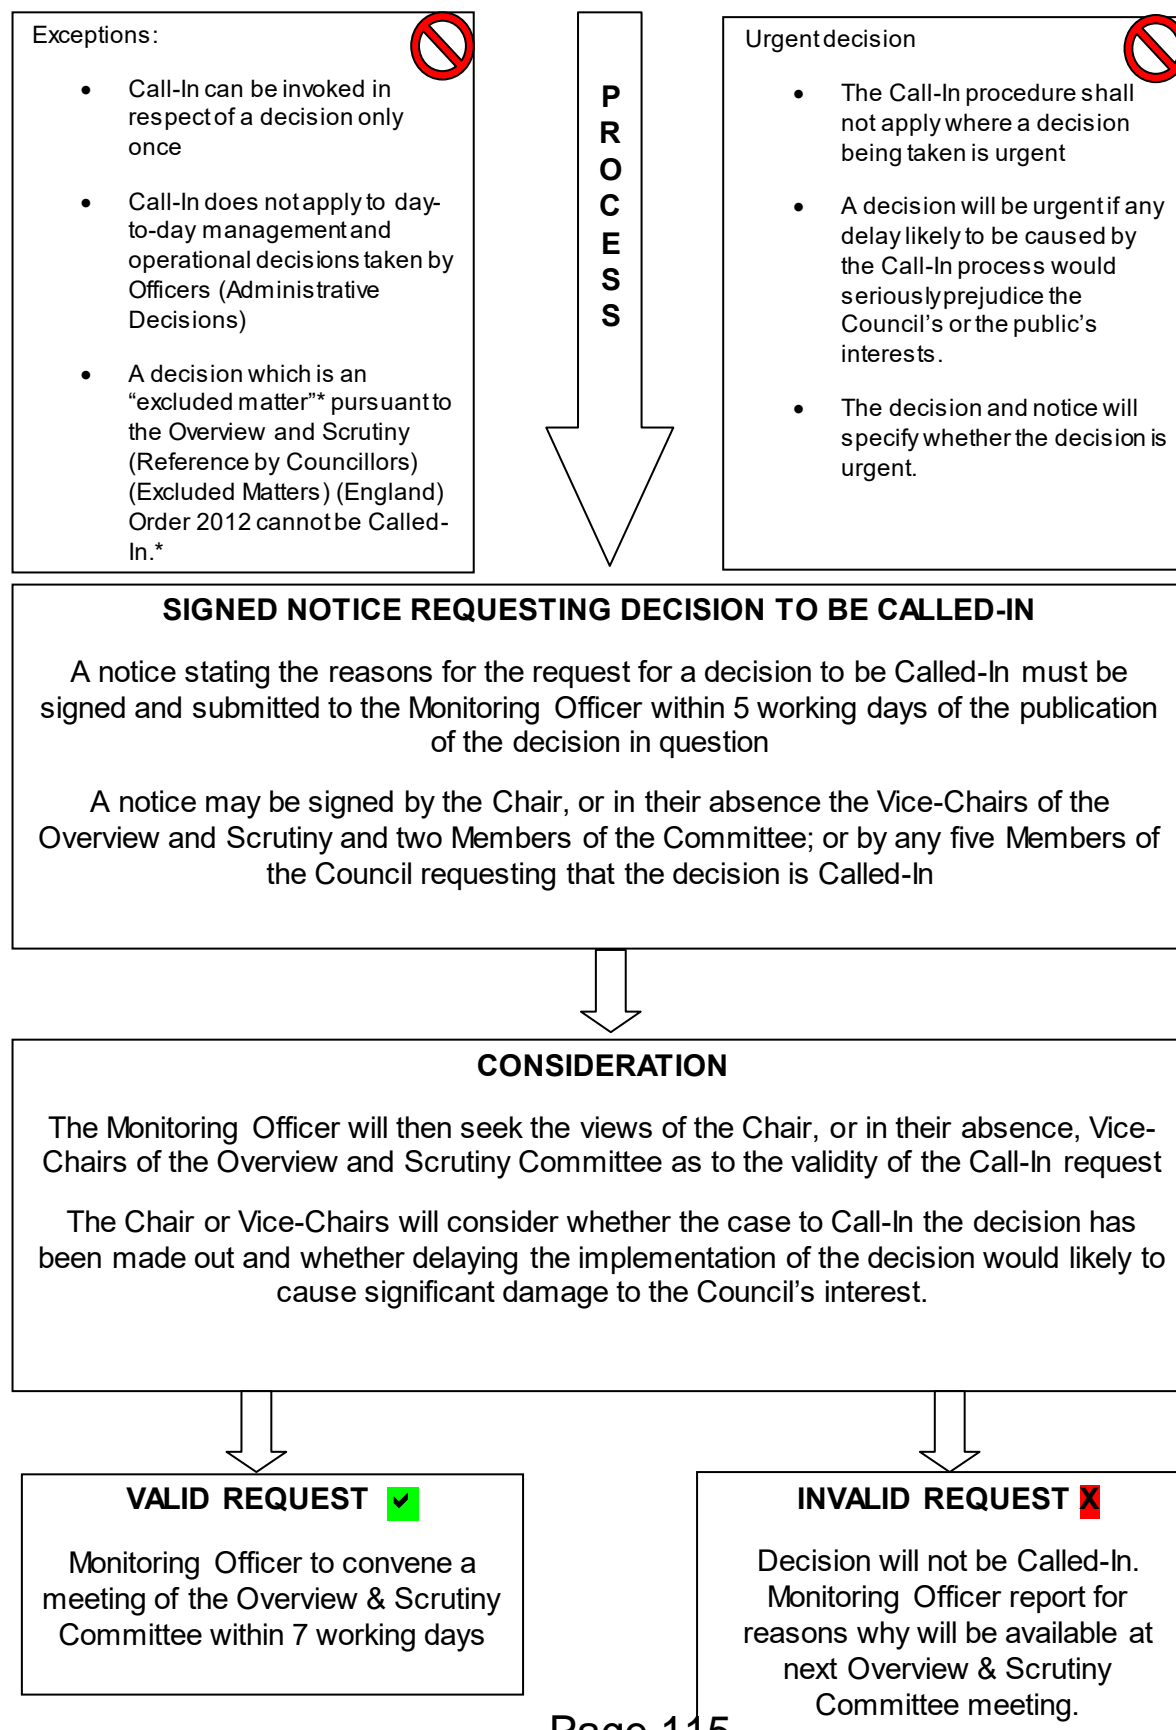 Exceptions:
• Call-In can be invoked in
respect of a decision only
once
• Call-In does not apply to day-
to-day management and
operational decisions taken by
Officers (Administrative
Decisions)
• A decision which is an
“excluded matter”* pursuant to
the Overview and Scrutiny
(Reference by Councillors)
(Excluded Matters) (England)
Order 2012 cannot be Called-
In.*
P
R
O
C
E
S
S
Urgent decision
• The Call-In procedure shall
not apply where a decision
being taken is urgent
• A decision will be urgent if any
delay likely to be caused by
the Call-In process would
seriously prejudice the
Council’s or the public’s
interests.
• The decision and notice will
specify whether the decision is
urgent.
SIGNED NOTICE REQUESTING DECISION TO BE CALLED-IN
A notice stating the reasons for the request for a decision to be Called-In must be
signed and submitted to the Monitoring Officer within 5 working days of the publication
of the decision in question
A notice may be signed by the Chair, or in their absence the Vice-Chairs of the
Overview and Scrutiny and two Members of the Committee; or by any five Members of
the Council requesting that the decision is Called-In
CONSIDERATION
The Monitoring Officer will then seek the views of the Chair, or in their absence, Vice-
Chairs of the Overview and Scrutiny Committee as to the validity of the Call-In request
The Chair or Vice-Chairs will consider whether the case to Call-In the decision has
been made out and whether delaying the implementation of the decision would likely to
cause significant damage to the Council’s interest.
VALID REQUEST
Monitoring Officer to convene a
meeting of the Overview & Scrutiny
Committee within 7 working days
INVALID REQUEST X
Decision will not be Called-In.
Monitoring Officer report for
reasons why will be available at
next Overview & Scrutiny
Committee meeting.
Page 115